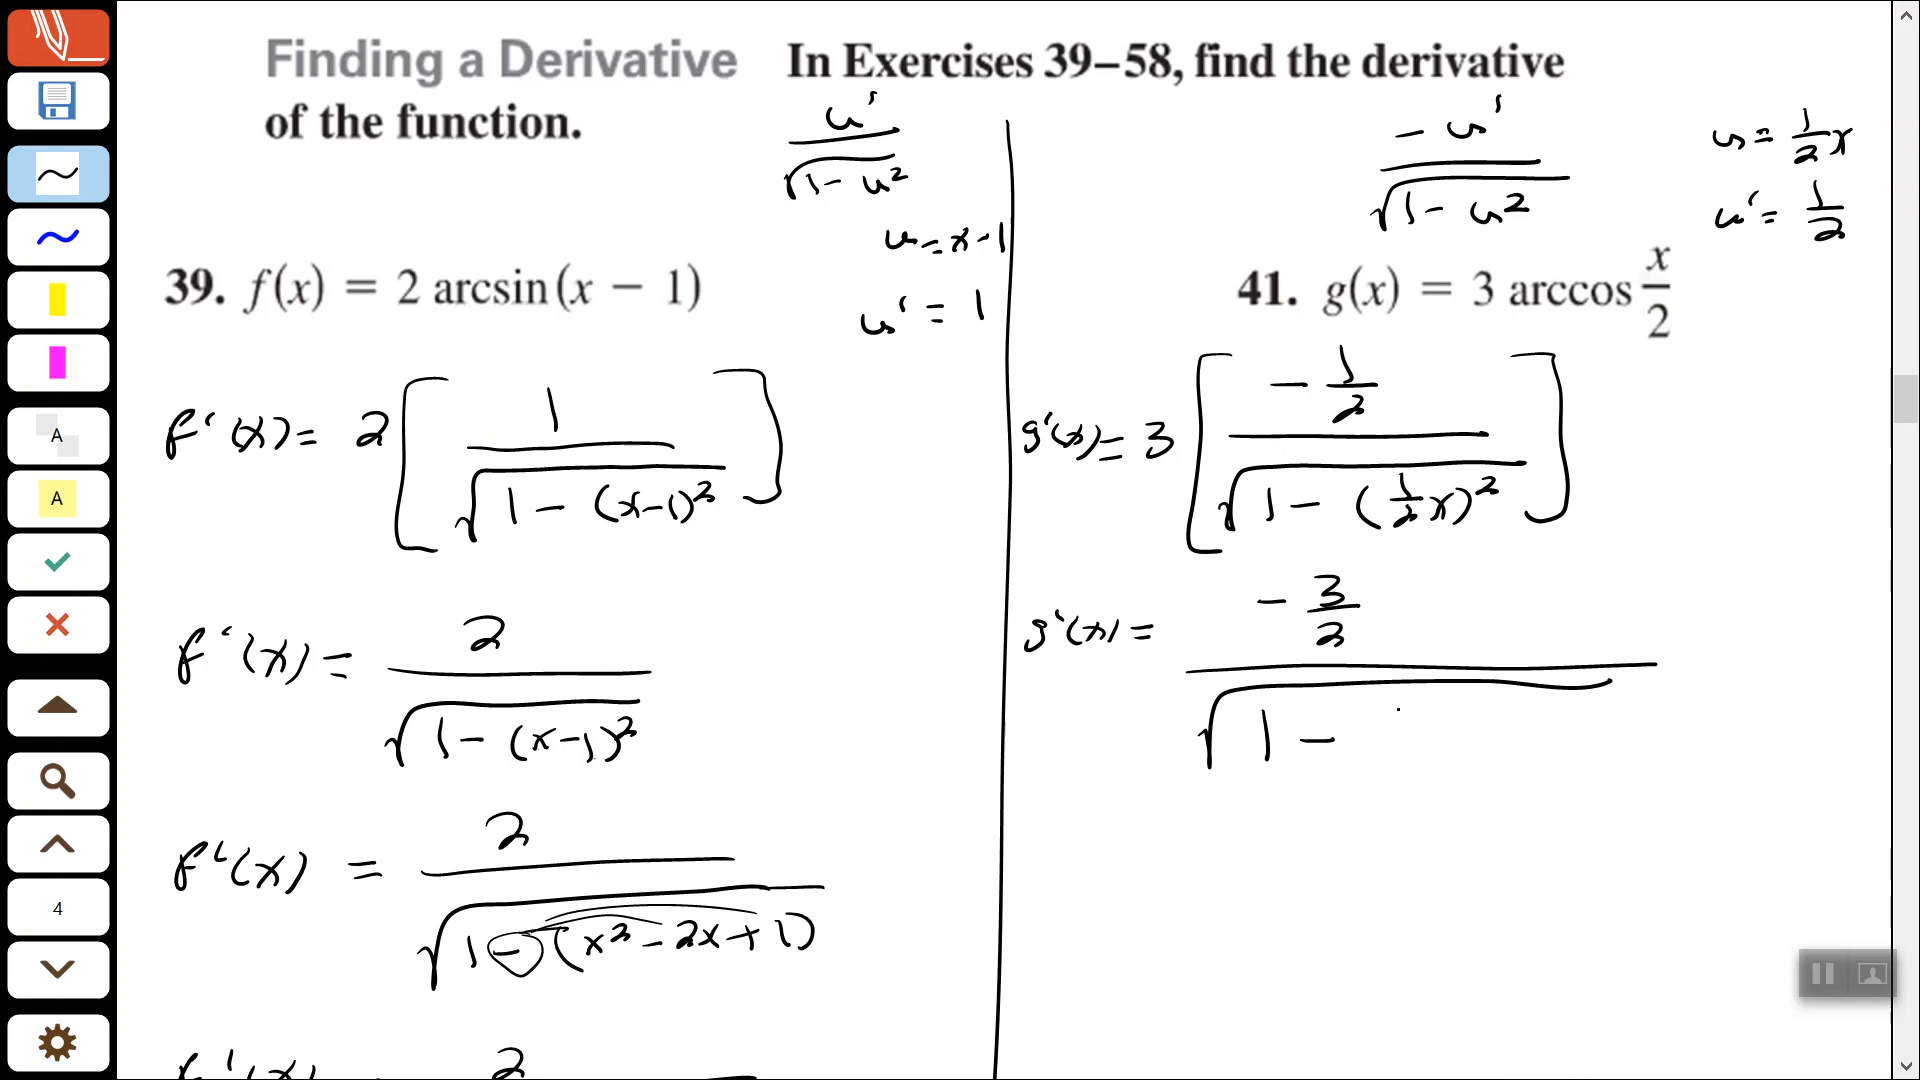 Finding a Derivative In Exercises 39–58, find the derivative
of the function.
u'
√1 - u²
u = x - 1
u' = 1
39. f(x) = 2 arcsin(x − 1)
f'(x) = 2 [ 1
√1 - (x-1)² ]
f'(x) = 2
√1 - (x-1)²
f'(x) = 2
√1 - (x² - 2x + 1)
f'(x) 2
- u'
√1 - u²
u = 1/2 x
u' = 1/2
41. g(x) = 3 arccos x/2
g'(x) = 3 [ - 1/2
√1 - (1/2 x)² ]
g'(x) = - 3/2
√1 -
A
A
4